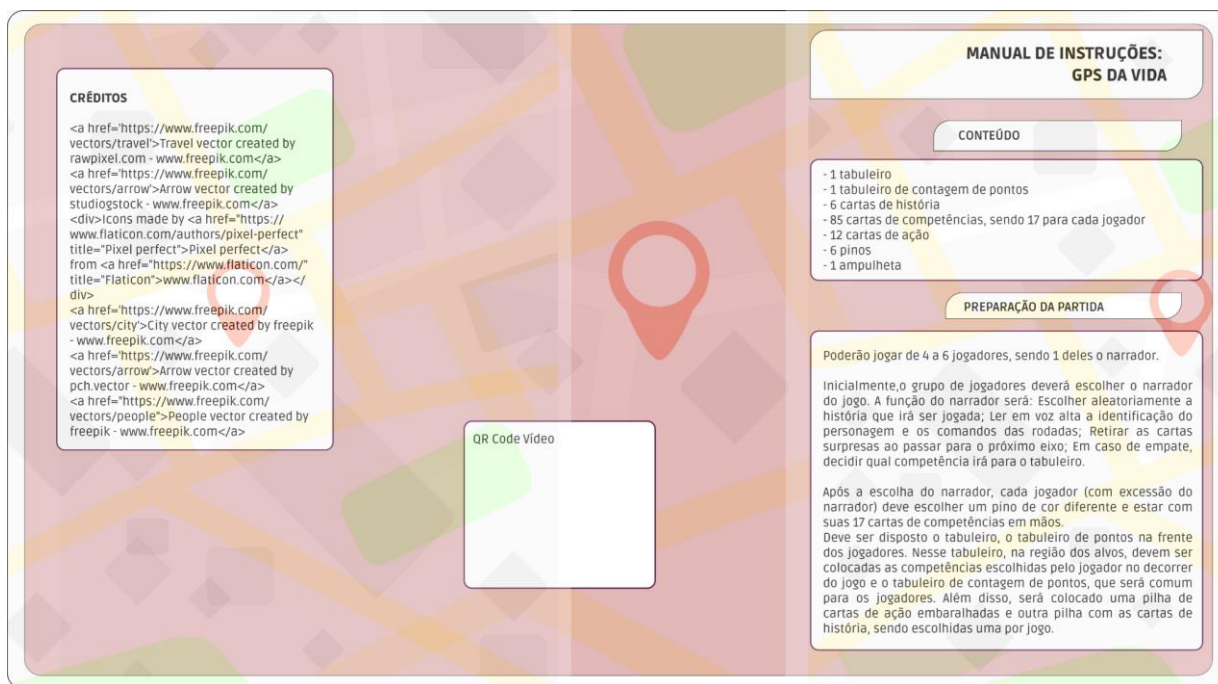 CRÉDITOS
<a href='https://www.freepik.com/
vectors/travel'>Travel vector created by
rawpixel.com - www.freepik.com</a>
<a href='https://www.freepik.com/
vectors/arrow'>Arrow vector created by
studiogstock - www.freepik.com</a>
<div>Icons made by <a href="https://
www.flaticon.com/authors/pixel-perfect"
title="Pixel perfect">Pixel perfect</a>
from <a href="https://www.flaticon.com/"
title="Flaticon">www.flaticon.com</a></
div>
<a href='https://www.freepik.com/
vectors/city'>City vector created by freepik
- www.freepik.com</a>
<a href='https://www.freepik.com/
vectors/arrow'>Arrow vector created by
pch.vector - www.freepik.com</a>
<a href="https://www.freepik.com/
vectors/people">People vector created by
freepik - www.freepik.com</a>
QR Code Vídeo
MANUAL DE INSTRUÇÕES:
GPS DA VIDA
CONTEÚDO
- 1 tabuleiro
- 1 tabuleiro de contagem de pontos
- 6 cartas de história
- 85 cartas de competências, sendo 17 para cada jogador
- 12 cartas de ação
- 6 pinos
- 1 ampulheta
PREPARAÇÃO DA PARTIDA
Poderão jogar de 4 a 6 jogadores, sendo 1 deles o narrador.
Inicialmente,o grupo de jogadores deverá escolher o narrador
do jogo. A função do narrador será: Escolher aleatoriamente a
história que irá ser jogada; Ler em voz alta a identificação do
personagem e os comandos das rodadas; Retirar as cartas
surpresas ao passar para o próximo eixo; Em caso de empate,
decidir qual competência irá para o tabuleiro.
Após a escolha do narrador, cada jogador (com excessão do
narrador) deve escolher um pino de cor diferente e estar com
suas 17 cartas de competências em mãos.
Deve ser disposto o tabuleiro, o tabuleiro de pontos na frente
dos jogadores. Nesse tabuleiro, na região dos alvos, devem ser
colocadas as competências escolhidas pelo jogador no decorrer
do jogo e o tabuleiro de contagem de pontos, que será comum
para os jogadores. Além disso, será colocado uma pilha de
cartas de ação embaralhadas e outra pilha com as cartas de
história, sendo escolhidas uma por jogo.